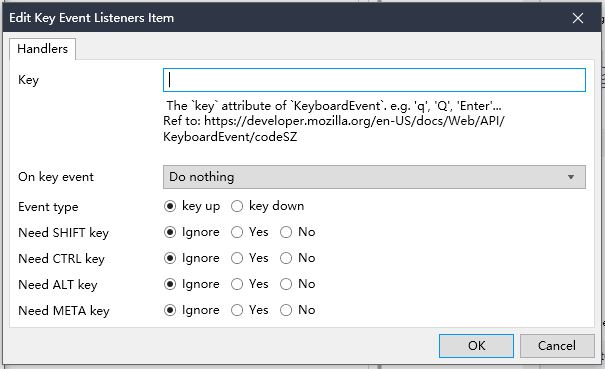 Edit Key Event Listeners Item
Handlers
Key
The `key` attribute of `KeyboardEvent`. e.g. 'q', 'Q', 'Enter'...
Ref to: https://developer.mozilla.org/en-US/docs/Web/API/
KeyboardEvent/codeSZ
On key event Do nothing
Event type key up key down
Need SHIFT key Ignore Yes No
Need CTRL key Ignore Yes No
Need ALT key Ignore Yes No
Need META key Ignore Yes No
OK Cancel